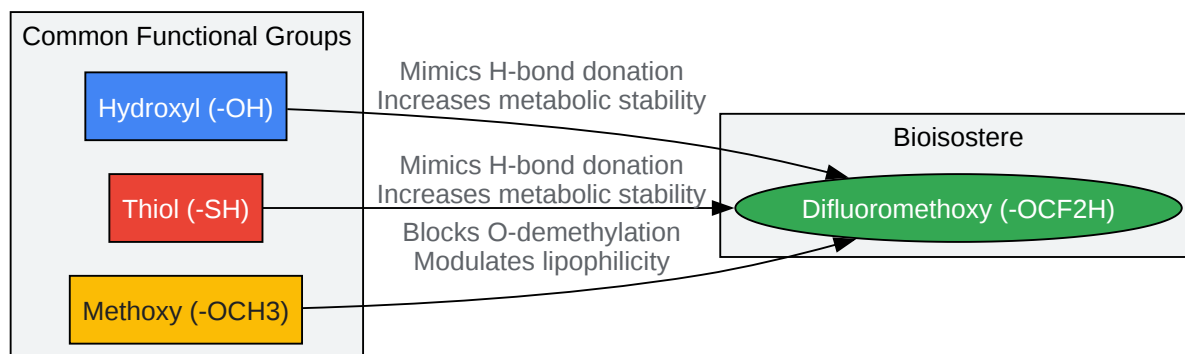 Common Functional Groups
Hydroxyl (-OH)
Thiol (-SH)
Methoxy (-OCH3)
Mimics H-bond donation
Increases metabolic stability
Mimics H-bond donation
Increases metabolic stability
Blocks O-demethylation
Modulates lipophilicity
Bioisostere
Difluoromethoxy (-OCF2H)